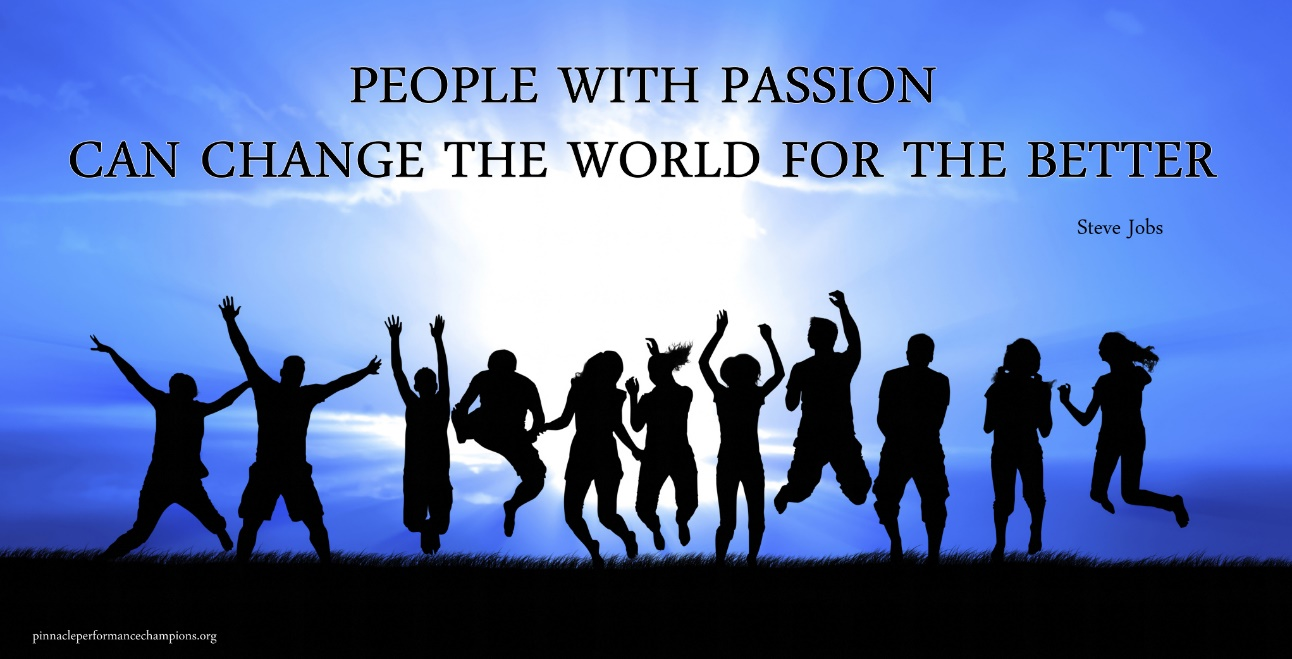 PEOPLE WITH PASSION
CAN CHANGE THE WORLD FOR THE BETTER
Steve Jobs
pinnacleperformancechampions.org